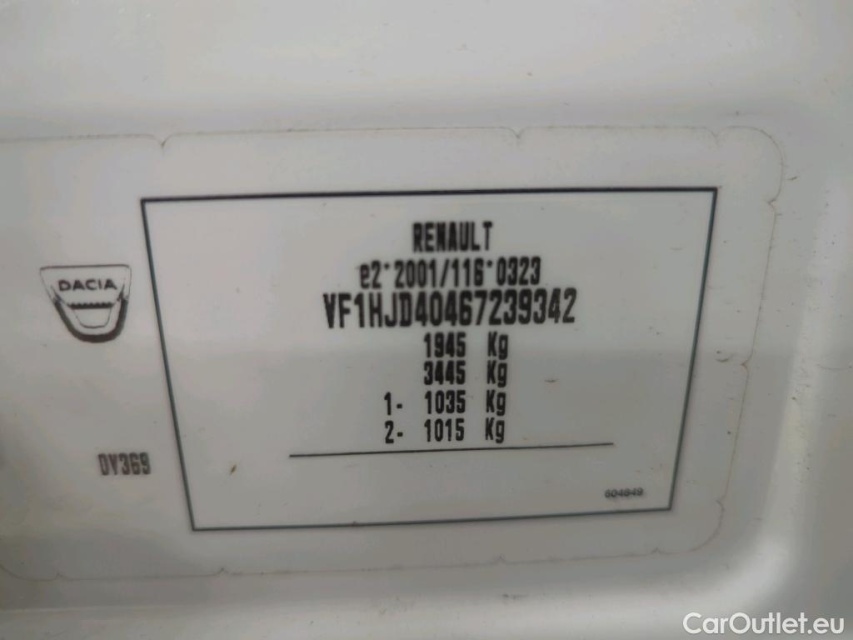 RENAULT
e2*2001/116*0323
VF1HJD40467239342
1945 Kg
3445 Kg
1- 1035 Kg
2- 1015 Kg
DACIA
DV369
604949
CarOutlet.eu